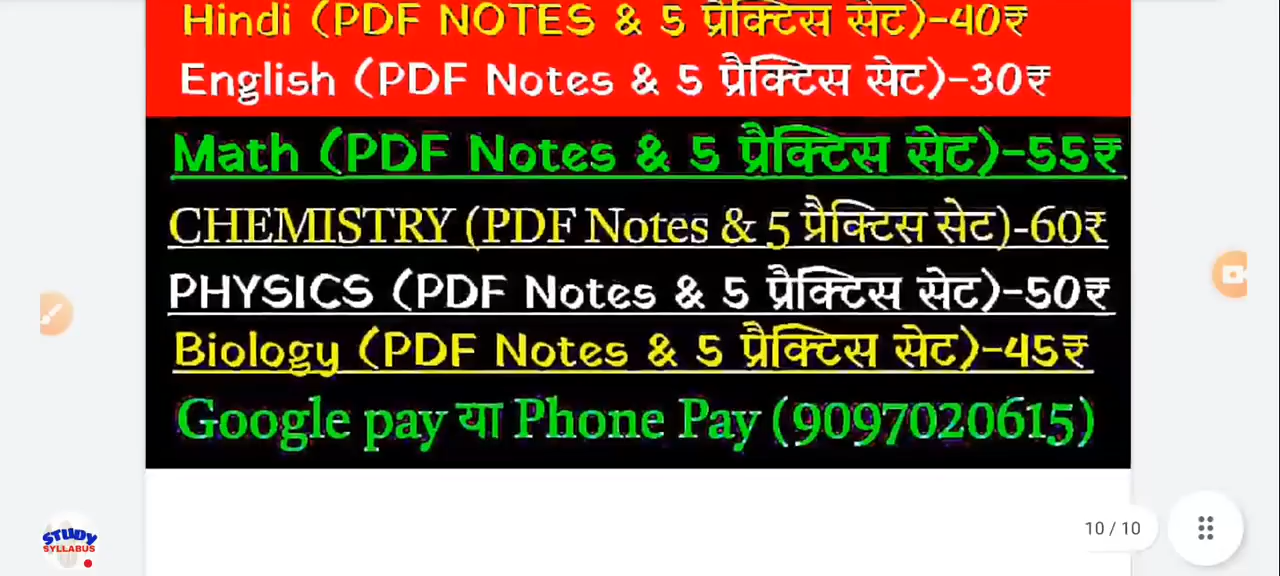 Hindi (PDF NOTES & 5 प्रैक्टिस सेट)-40₹
English (PDF Notes & 5 प्रैक्टिस सेट)-30₹
Math (PDF Notes & 5 प्रैक्टिस सेट)-55₹
CHEMISTRY (PDF Notes & 5 प्रैक्टिस सेट)-60₹
PHYSICS (PDF Notes & 5 प्रैक्टिस सेट)-50₹
Biology (PDF Notes & 5 प्रैक्टिस सेट)-45₹
Google pay या Phone Pay (9097020615)
10 / 10
STUDY
SYLLABUS